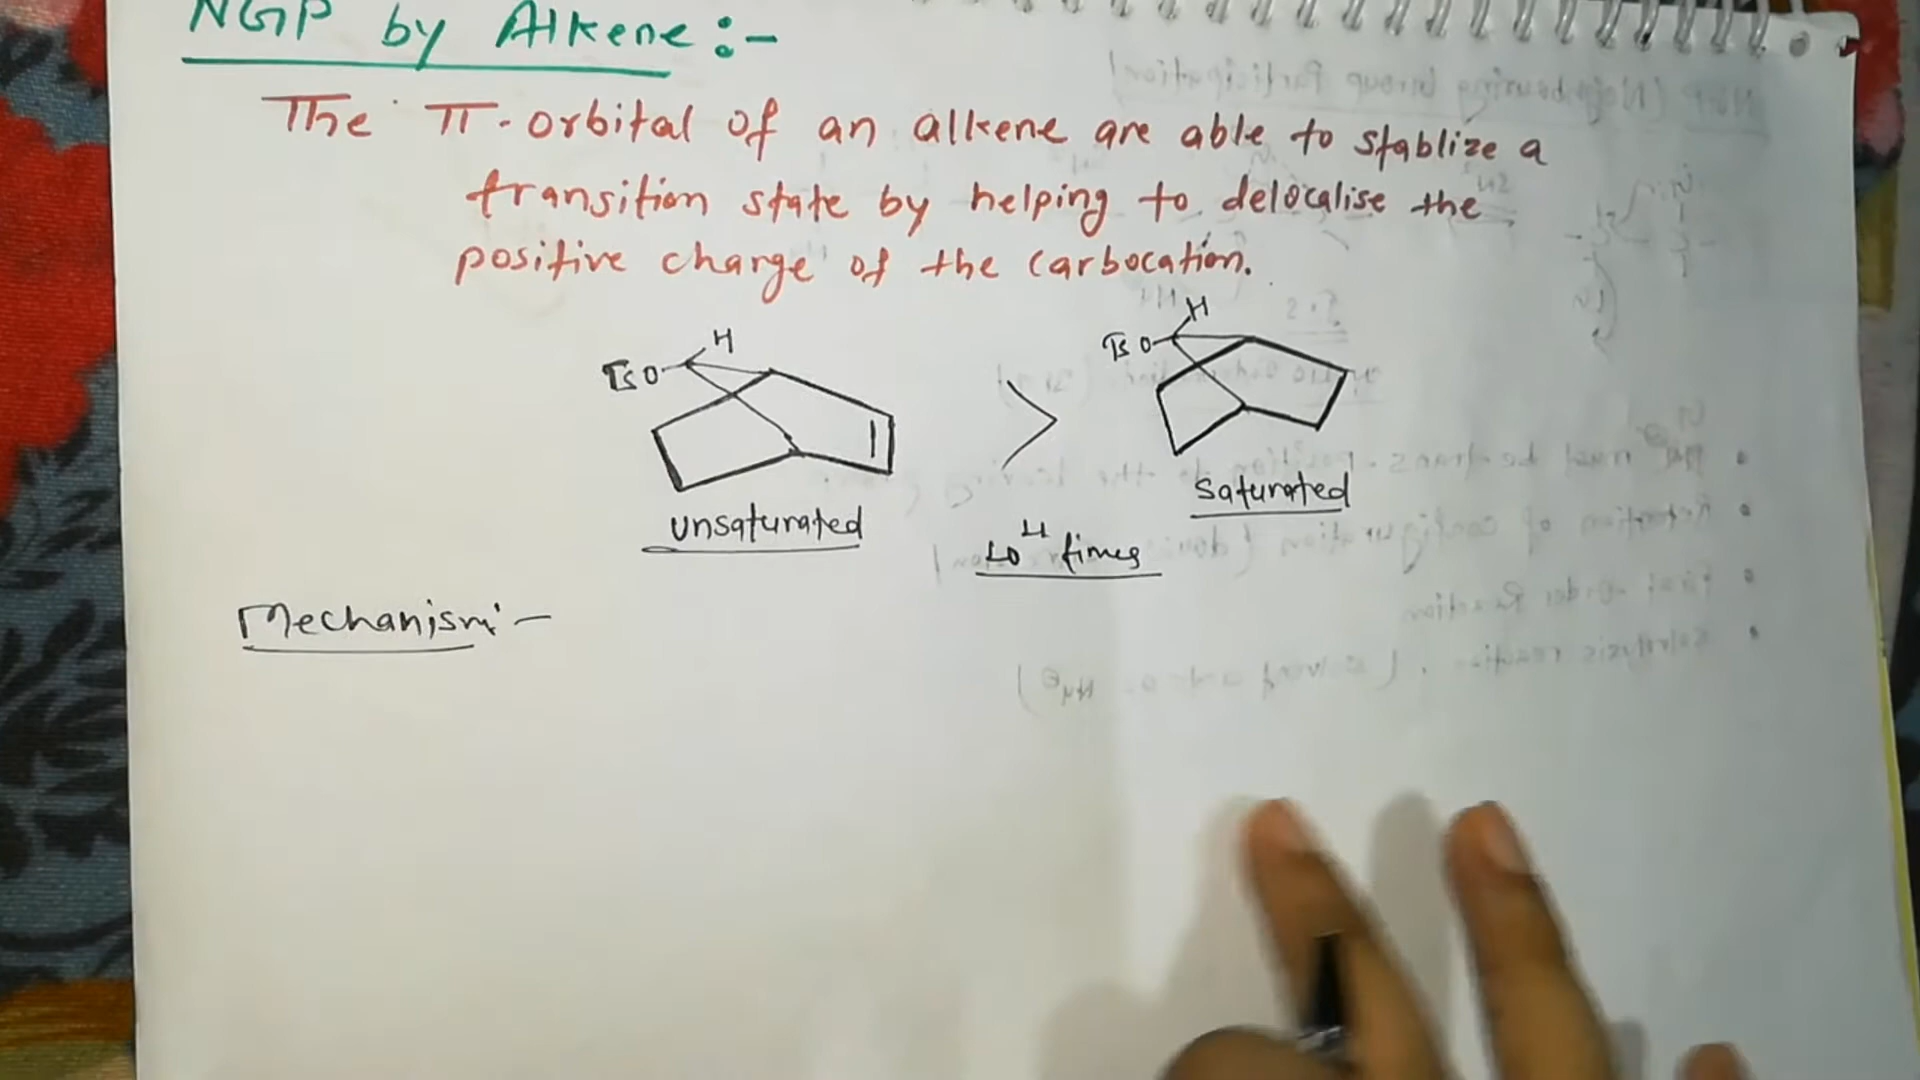 NGP by Alkene :-
The π-orbital of an alkene are able to stablize a
transition state by helping to delocalise the
positive charge of the carbocation.
H
TsO
H
TsO
unsaturated
saturated
10⁴ times
Mechanism:-